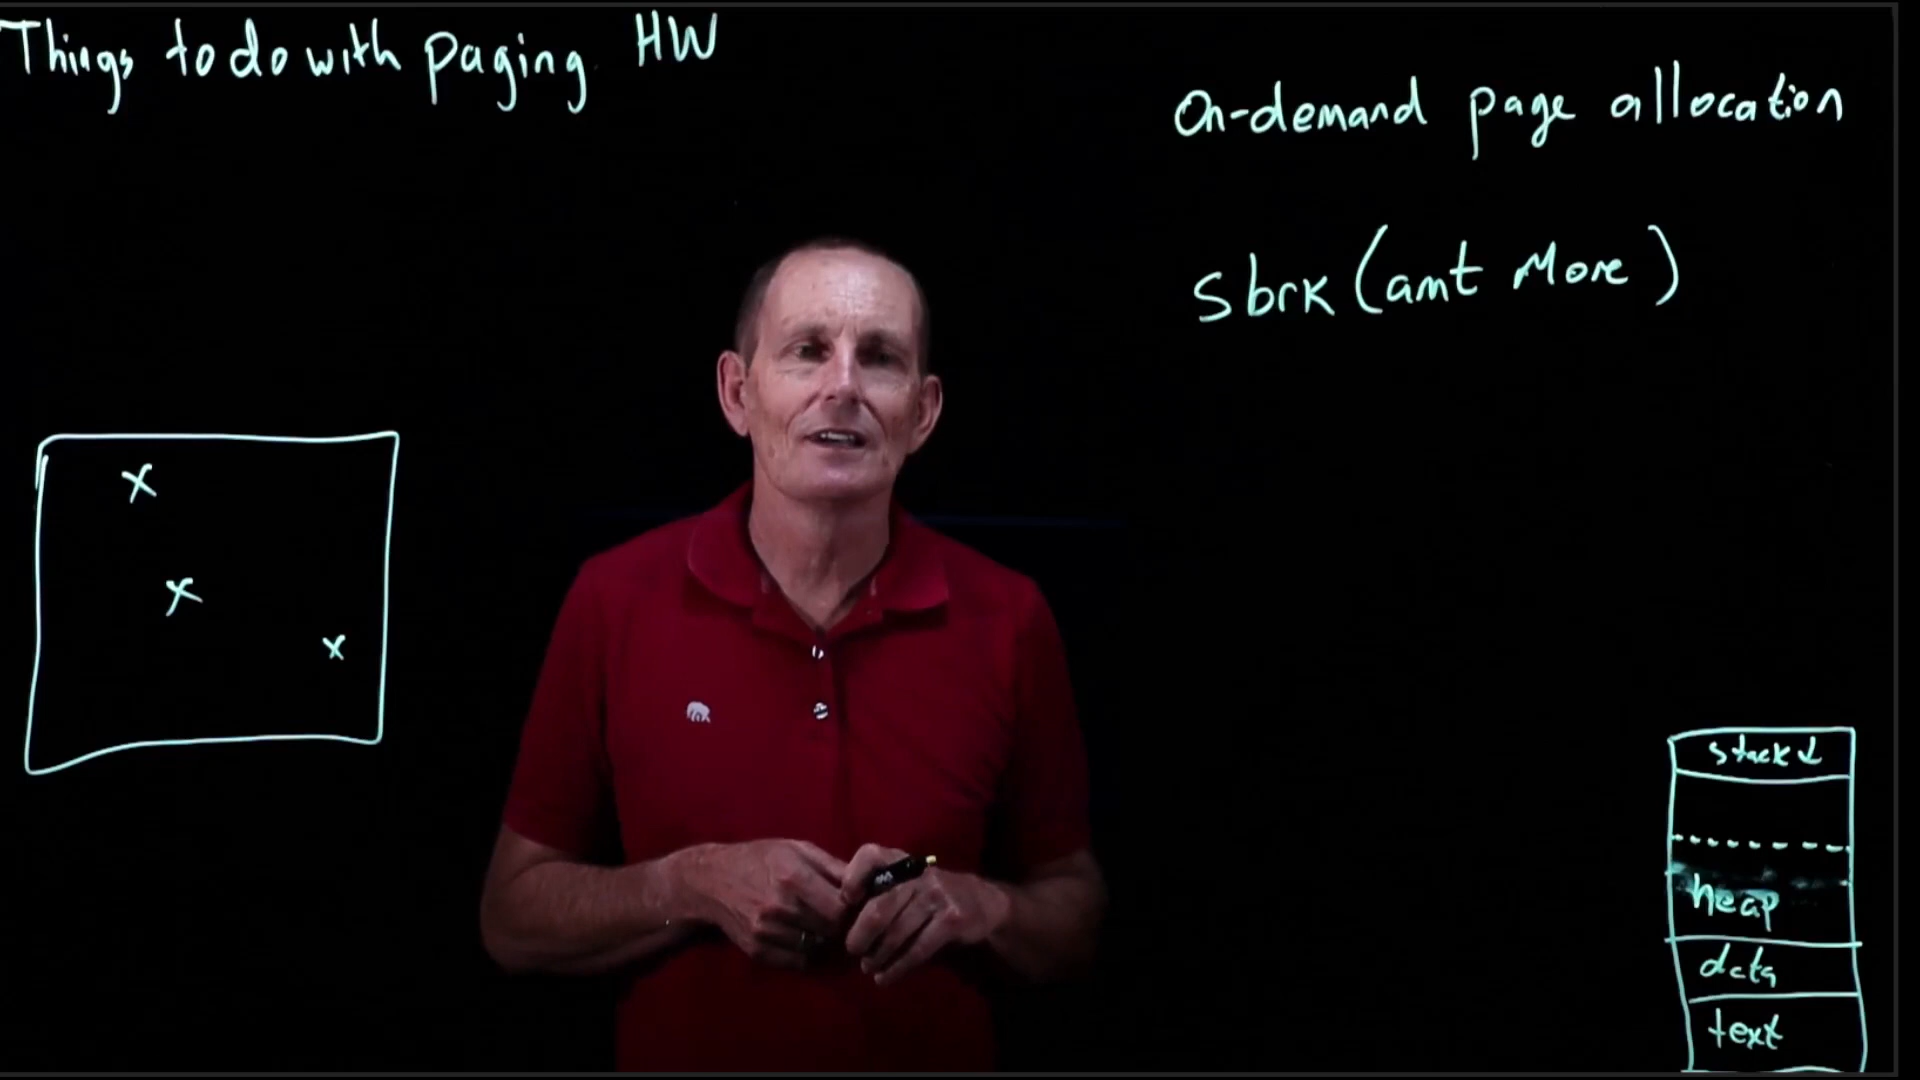 Things to do with paging HW
On-demand page allocation
sbrk (amt More)
x
x
x
stack ↓
heap
data
text